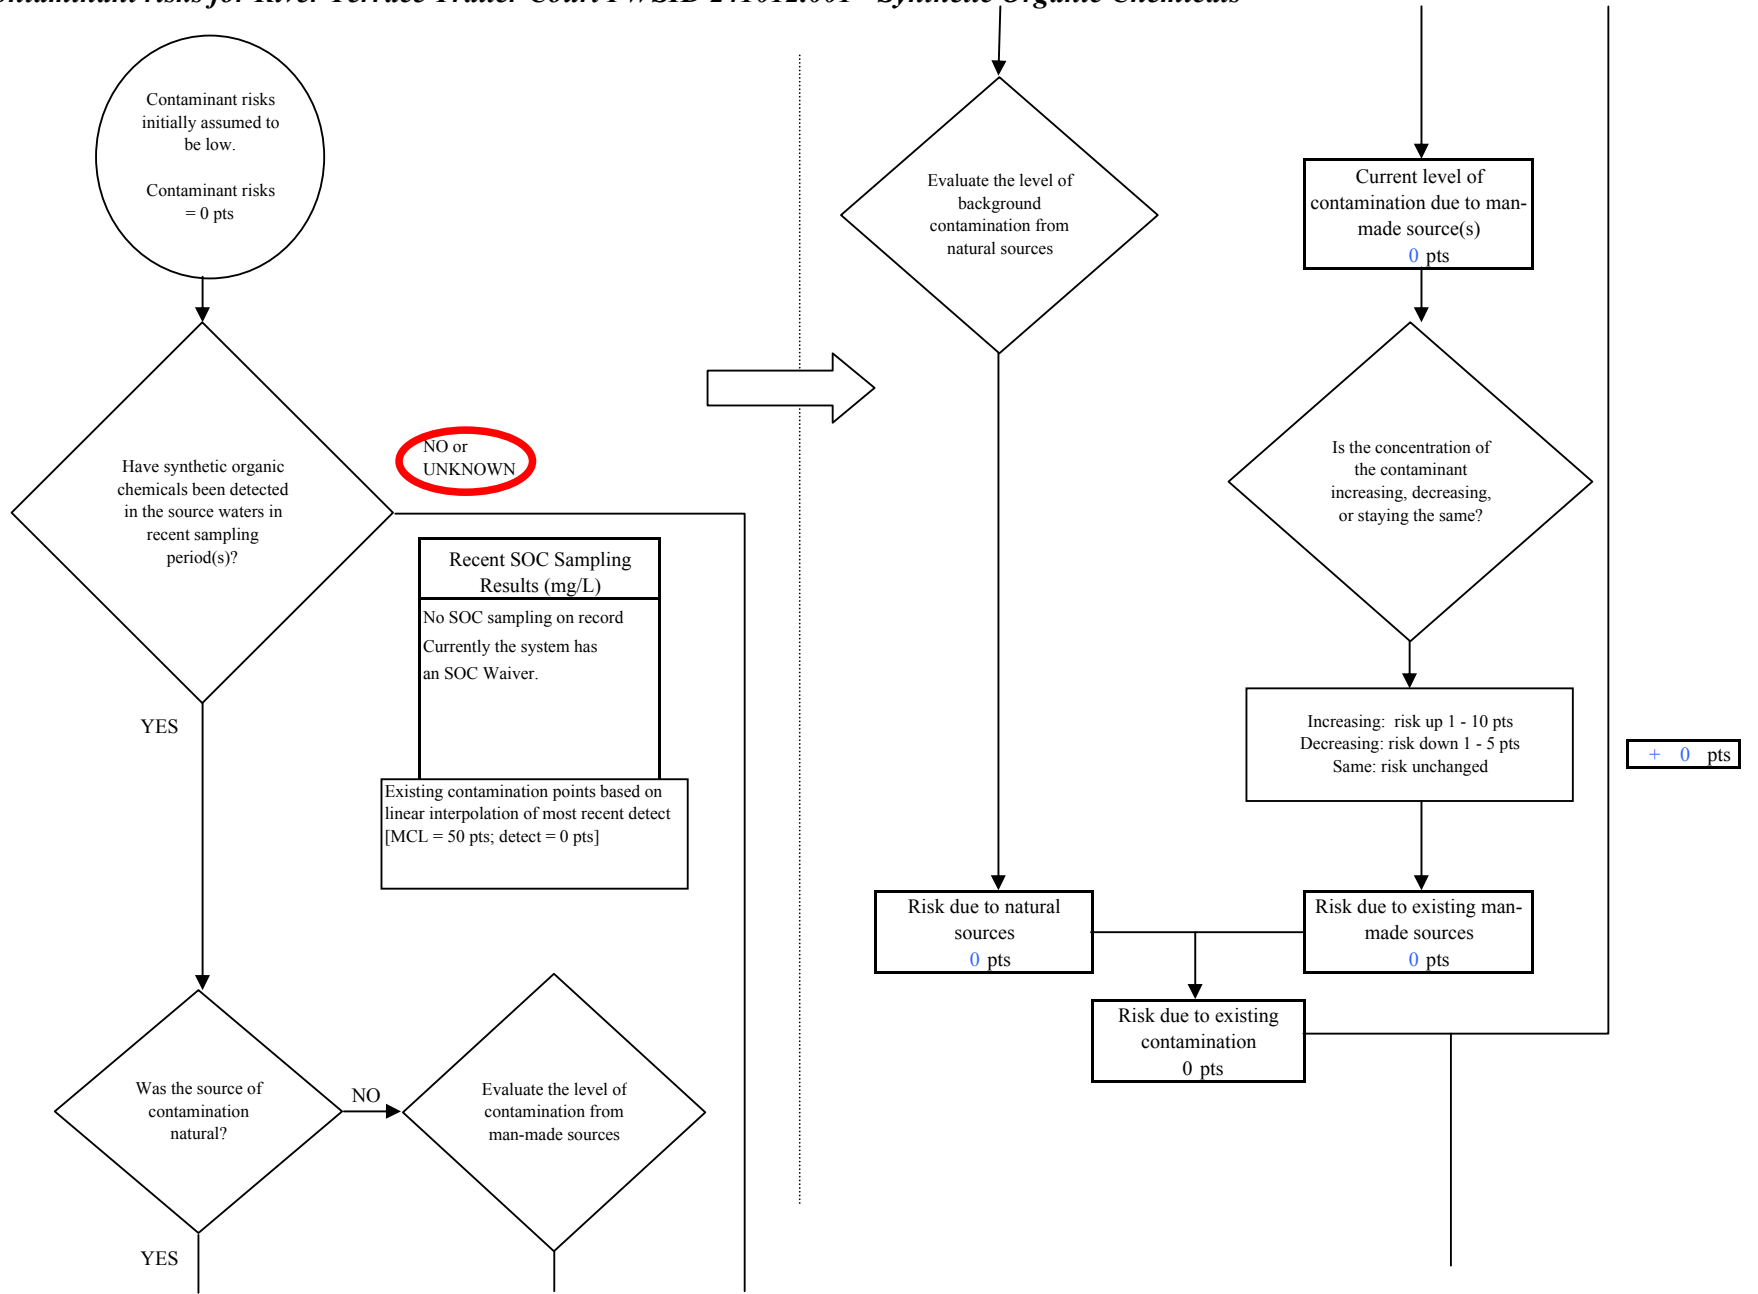 Contaminant risks
initially assumed to
be low.
Contaminant risks
= 0 pts
Have synthetic organic
chemicals been detected
in the source waters in
recent sampling
period(s)?
NO or
UNKNOWN
Recent SOC Sampling
Results (mg/L)
No SOC sampling on record
Currently the system has
an SOC Waiver.
Existing contamination points based on
linear interpolation of most recent detect
[MCL = 50 pts; detect = 0 pts]
YES
Was the source of
contamination
natural?
NO
Evaluate the level of
contamination from
man-made sources
YES
Evaluate the level of
background
contamination from
natural sources
Current level of
contamination due to man-
made source(s)
0 pts
Is the concentration of
the contaminant
increasing, decreasing,
or staying the same?
Increasing: risk up 1 - 10 pts
Decreasing: risk down 1 - 5 pts
Same: risk unchanged
+ 0 pts
Risk due to natural
sources
0 pts
Risk due to existing man-
made sources
0 pts
Risk due to existing
contamination
0 pts